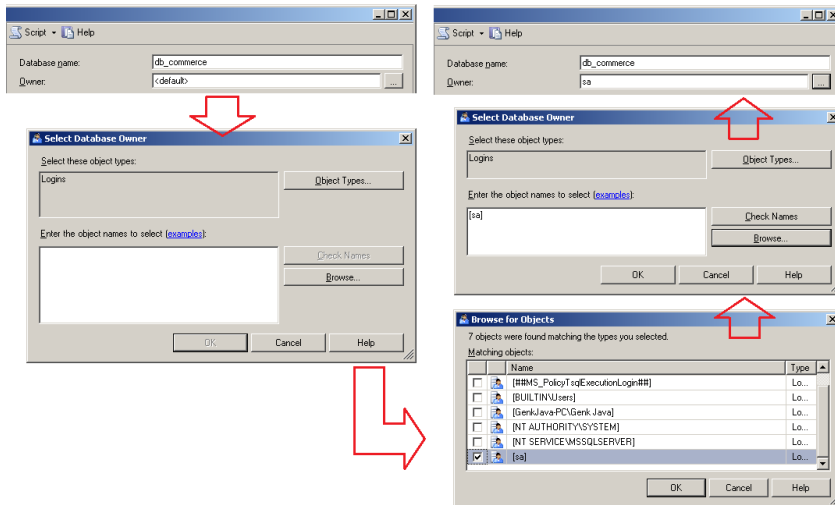 Script Help
Database name: db_commerce
Owner: <default> ...
Select Database Owner
Select these object types:
Logins
Object Types...
Enter the object names to select (examples):
Check Names
Browse...
OK Cancel Help
Script Help
Database name: db_commerce
Owner: sa ...
Select Database Owner
Select these object types:
Logins
Object Types...
Enter the object names to select (examples):
[sa]
Check Names
Browse...
OK Cancel Help
Browse for Objects
7 objects were found matching the types you selected.
Matching objects:
Name Type
[##MS_PolicyTsqlExecutionLogin##] Lo...
[BUILTIN\Users] Lo...
[GenkJava-PC\Genk Java] Lo...
[NT AUTHORITY\SYSTEM] Lo...
[NT SERVICE\MSSQLSERVER] Lo...
[sa] Lo...
OK Cancel Help